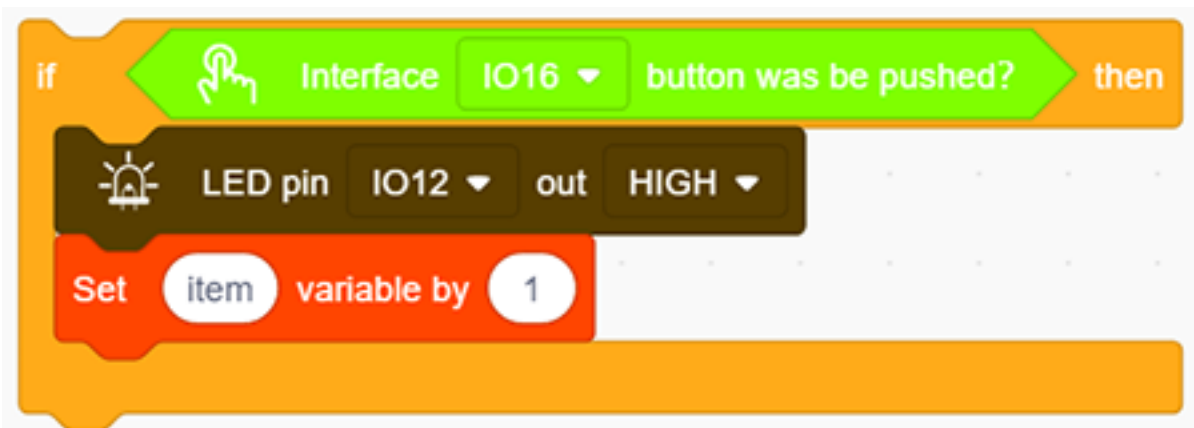 if Interface IO16 button was be pushed? then
LED pin IO12 out HIGH
Set item variable by 1